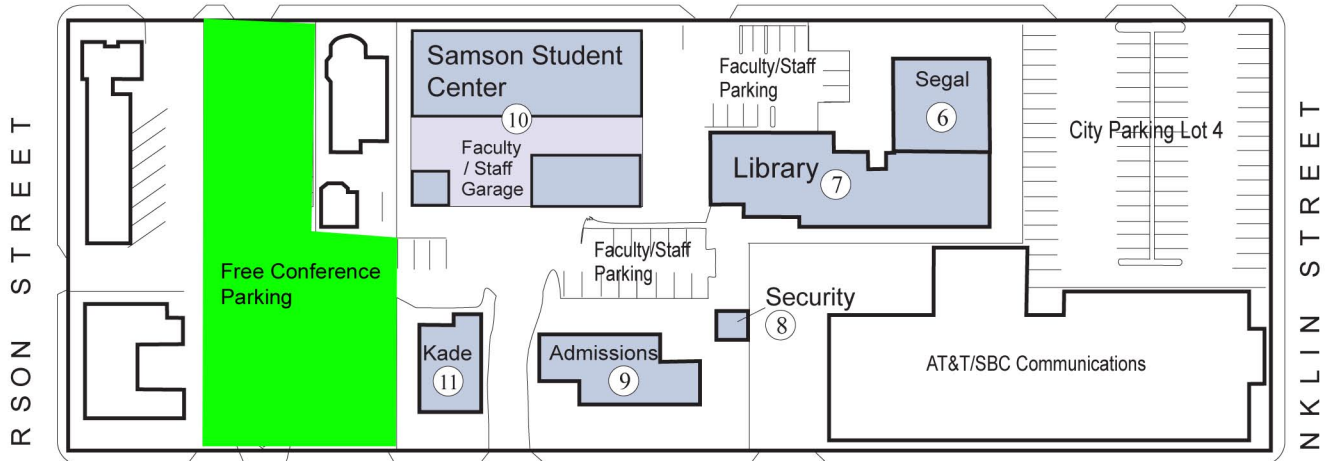 RSON STREET
Free Conference
Parking
Samson Student
Center
10
Faculty
/ Staff
Garage
Faculty/Staff
Parking
Segal
6
Library
7
City Parking Lot 4
Faculty/Staff
Parking
Security
8
Kade
11
Admissions
9
AT&T/SBC Communications
NKLIN STREET